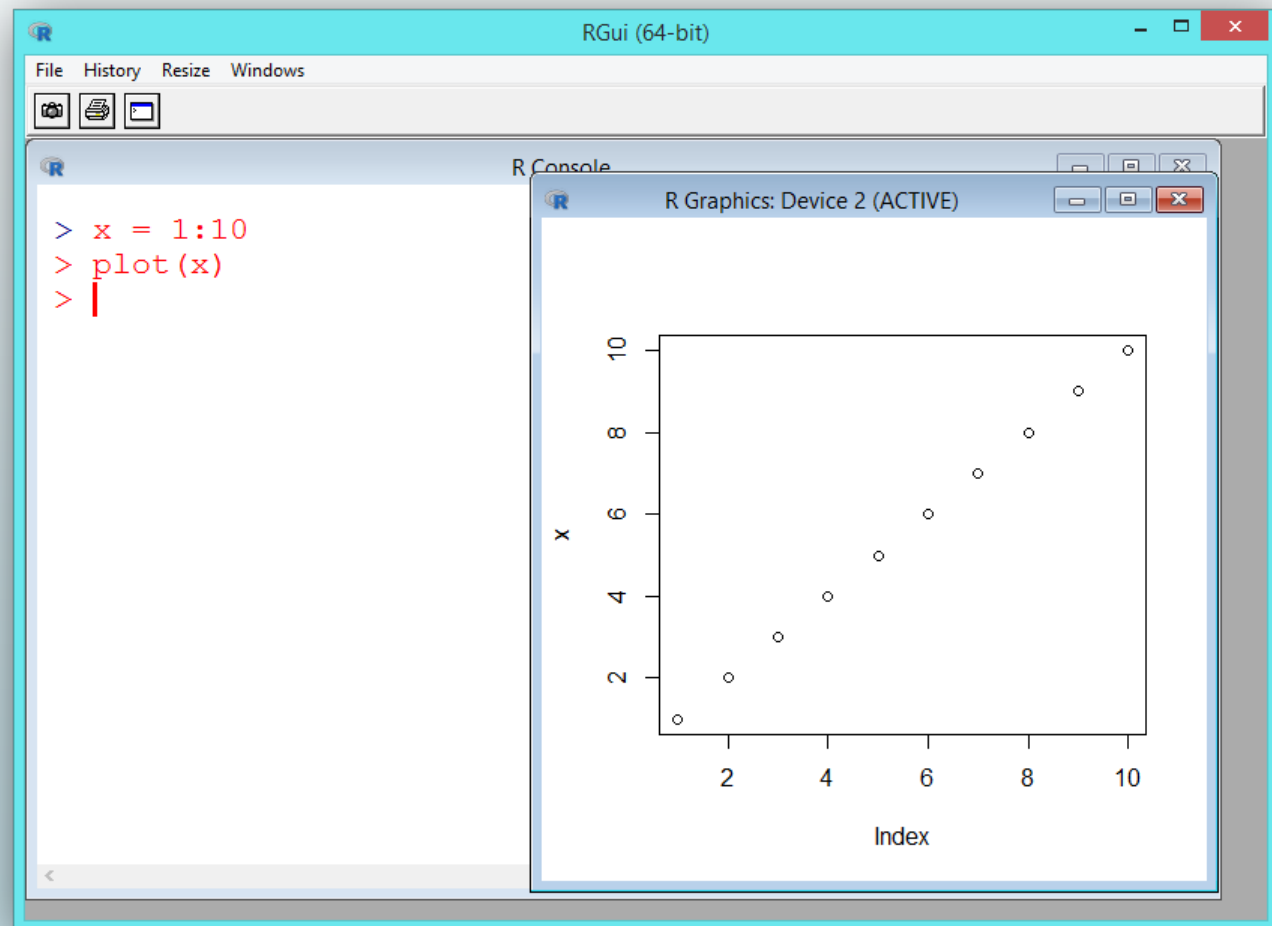 RGui (64-bit)
File History Resize Windows
R Console
> x = 1:10
> plot(x)
>
R Graphics: Device 2 (ACTIVE)
10
8
6
4
2
x
2 4 6 8 10
Index